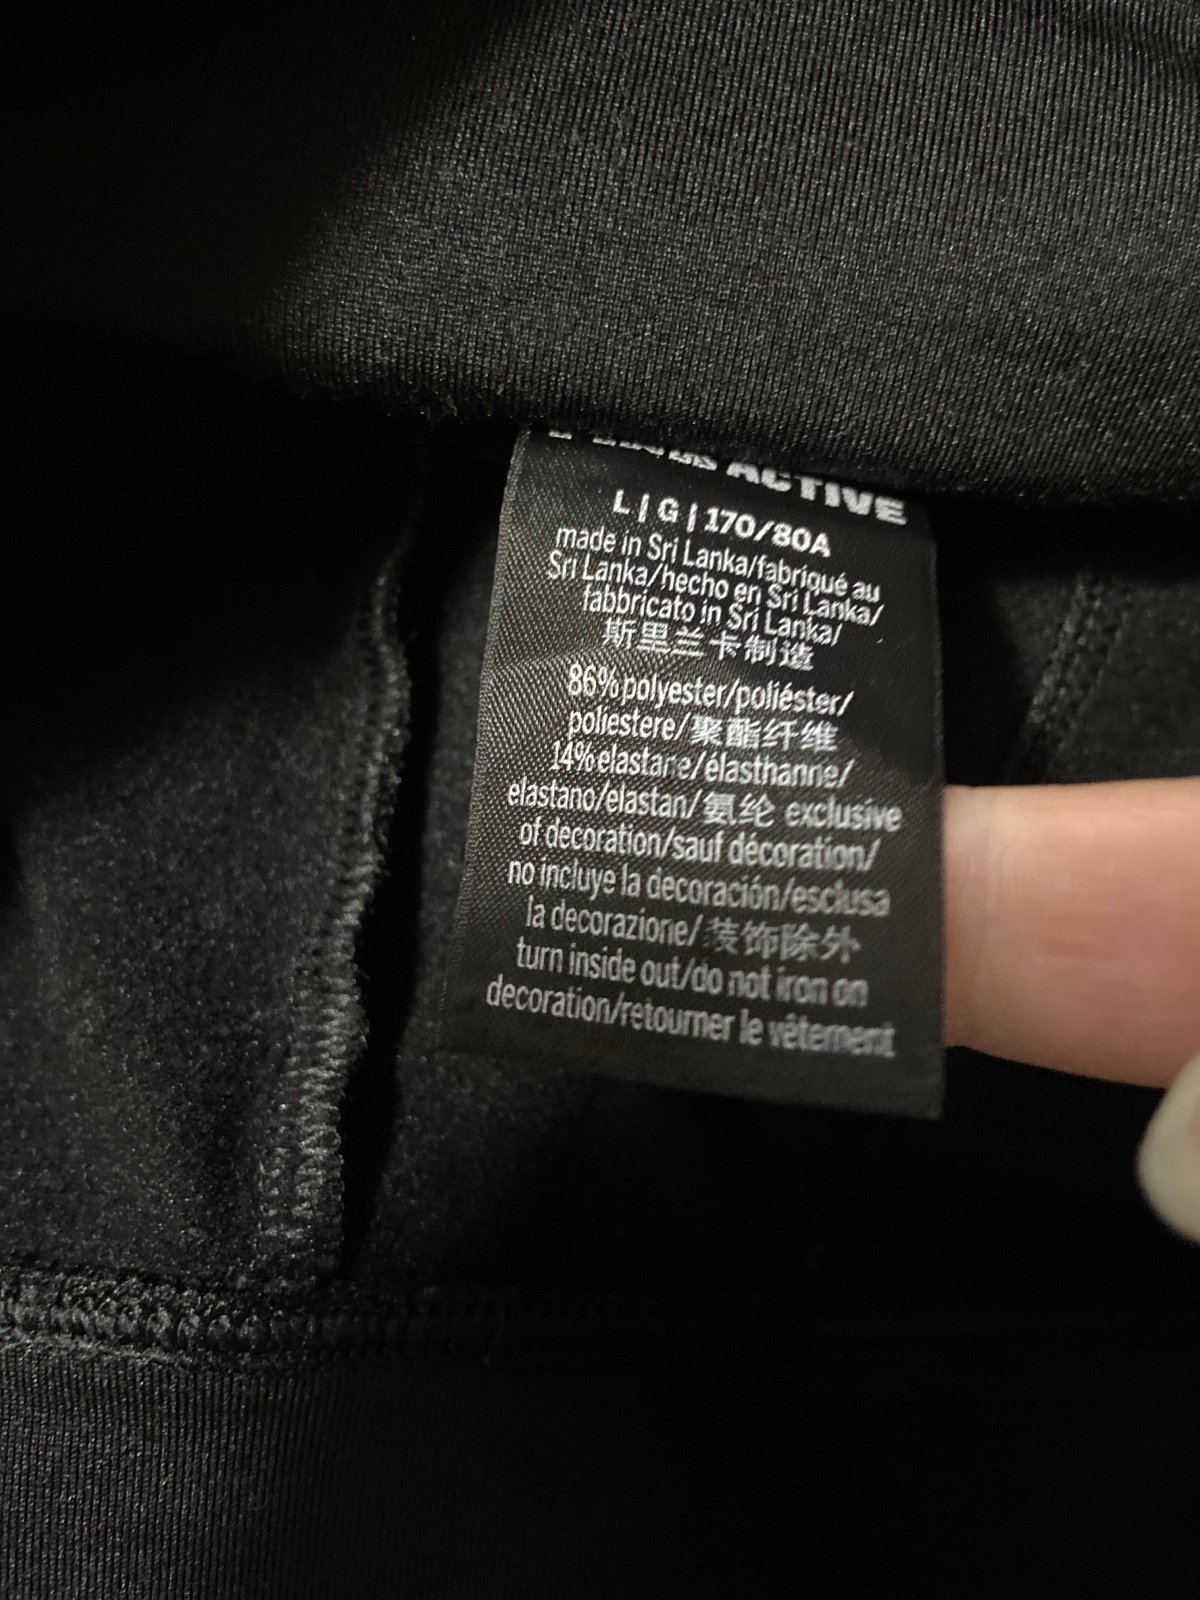 ACTIVE
L | G | 170/80A
made in Sri Lanka/fabriqué au
Sri Lanka/hecho en Sri Lanka/
fabbricato in Sri Lanka/
斯里兰卡制造
86% polyester/poliéster/
poliestere/聚酯纤维
14% elastane/élasthanne/
elastano/elastan/氨纶 exclusive
of decoration/sauf décoration/
no incluye la decoración/esclusa
la decorazione/装饰除外
turn inside out/do not iron on
decoration/retourner le vêtement